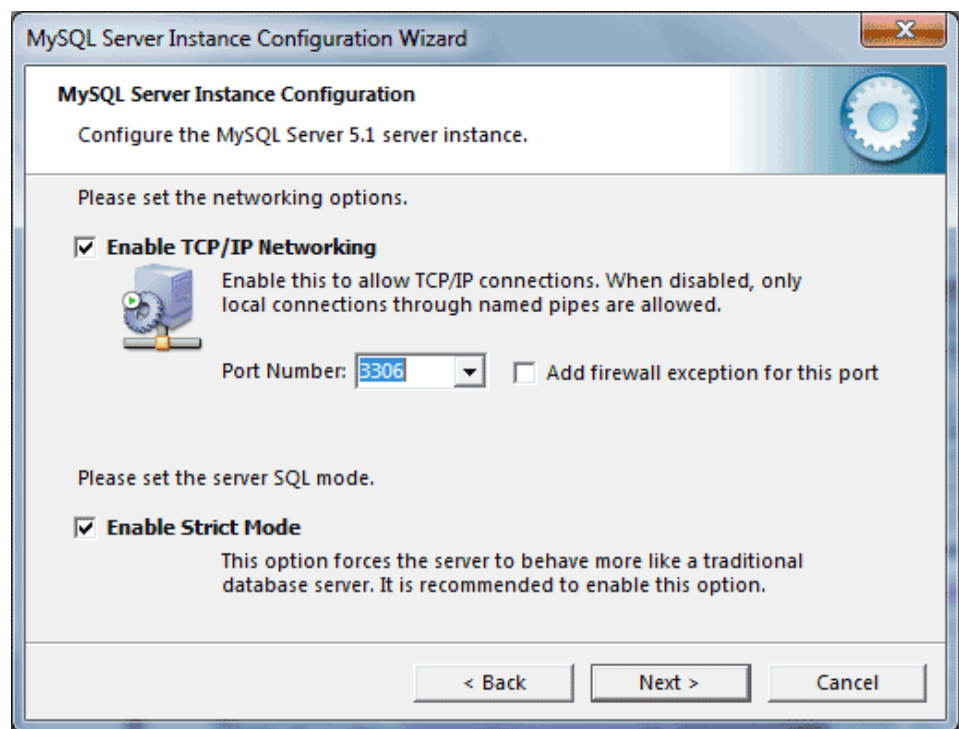 MySQL Server Instance Configuration Wizard
MySQL Server Instance Configuration
Configure the MySQL Server 5.1 server instance.
Please set the networking options.
Enable TCP/IP Networking
Enable this to allow TCP/IP connections. When disabled, only
local connections through named pipes are allowed.
Port Number: 3306 Add firewall exception for this port
Please set the server SQL mode.
Enable Strict Mode
This option forces the server to behave more like a traditional
database server. It is recommended to enable this option.
< Back Next > Cancel